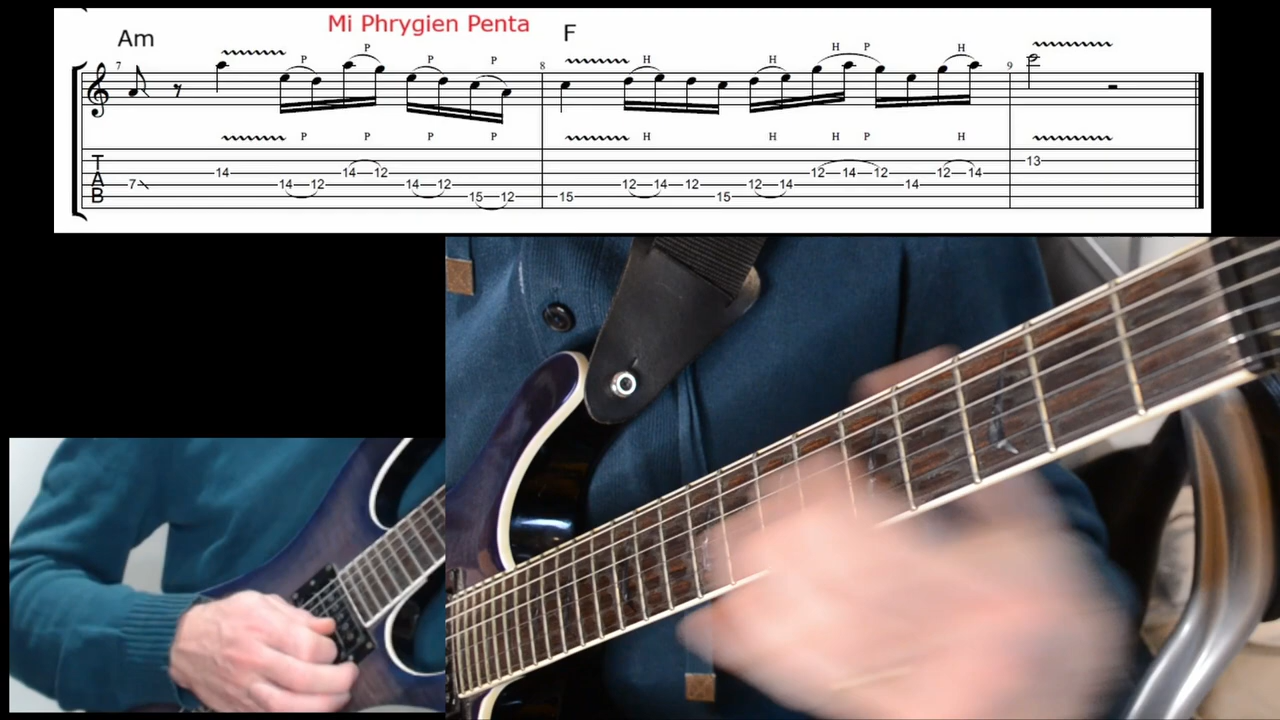 Mi Phrygien Penta
Am F
7 8 9
P P P P H H H P H
P P P P H H H P H
T
A
B
7 14 14 12 14 12 14 12 15 12 15 12 14 12 15 12 14 12 14 12 14 12 14 13